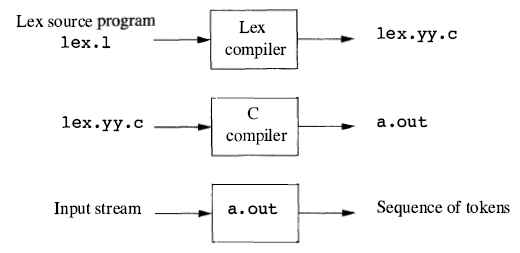 Lex source program
lex.l
Lex
compiler
lex.yy.c
lex.yy.c
C
compiler
a.out
Input stream
a.out
Sequence of tokens